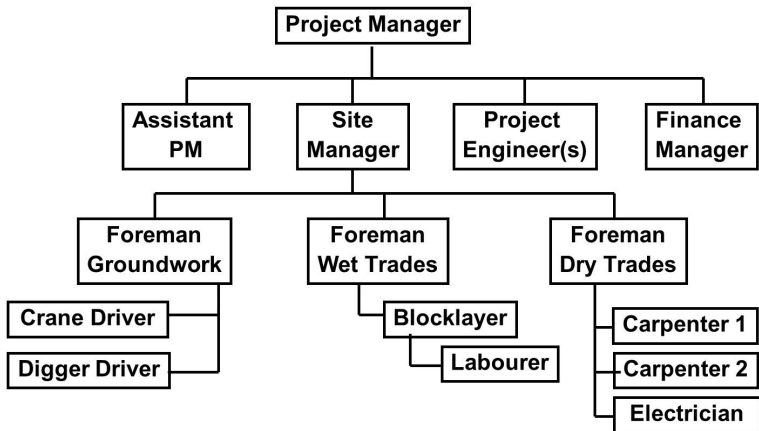 Project Manager
Assistant
PM
Site
Manager
Project
Engineer(s)
Finance
Manager
Foreman
Groundwork
Foreman
Wet Trades
Foreman
Dry Trades
Crane Driver
Digger Driver
Blocklayer
Labourer
Carpenter 1
Carpenter 2
Electrician